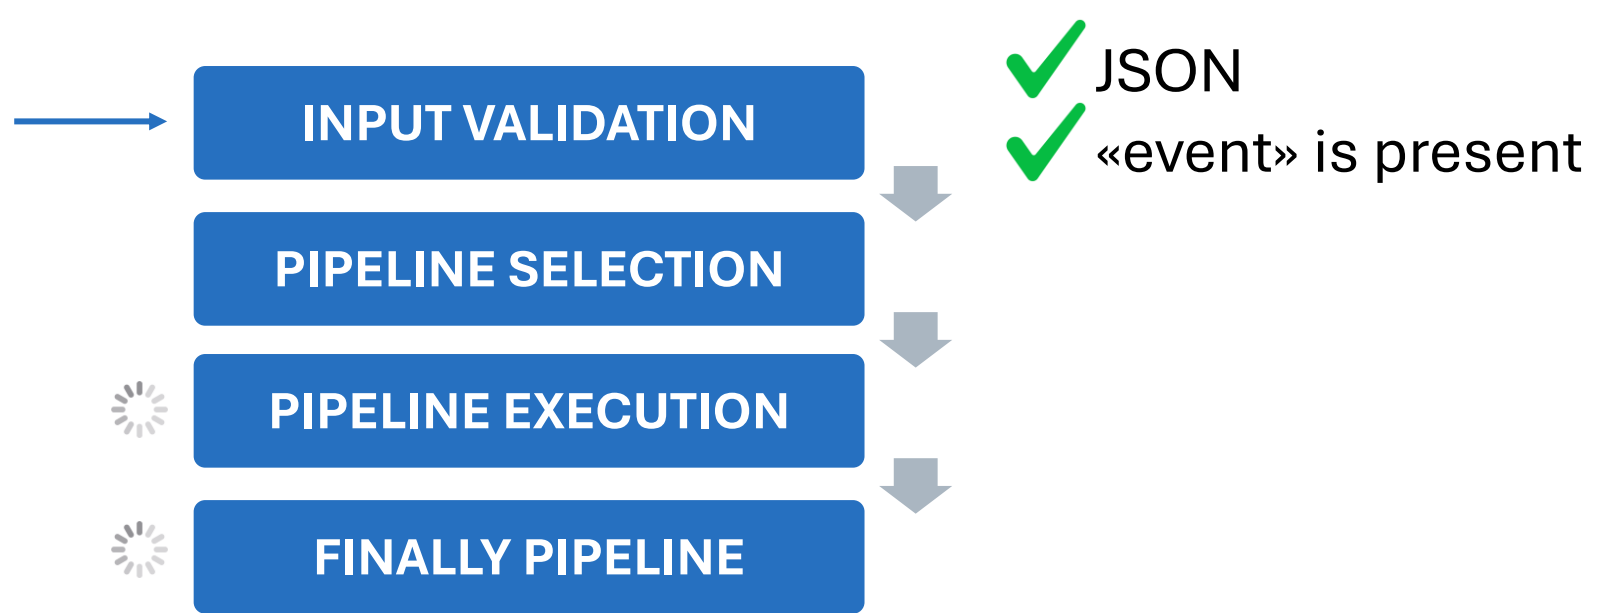 INPUT VALIDATION
JSON
«event» is present
PIPELINE SELECTION
PIPELINE EXECUTION
FINALLY PIPELINE